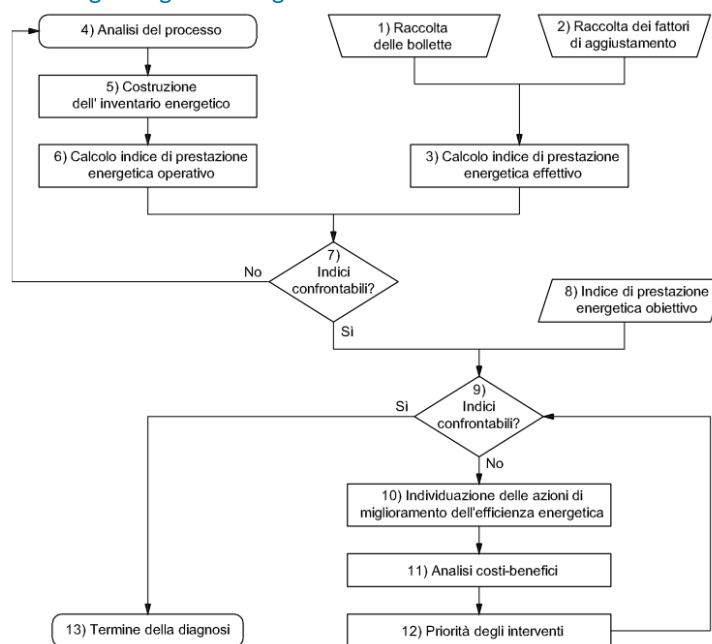 4) Analisi del processo
1) Raccolta
delle bollette
2) Raccolta dei fattori
di aggiustamento
5) Costruzione
dell' inventario energetico
6) Calcolo indice di prestazione
energetica operativo
3) Calcolo indice di prestazione
energetica effettivo
7)
Indici
confrontabili?
No
Sì
8) Indice di prestazione
energetica obiettivo
9)
Indici
confrontabili?
Sì
No
10) Individuazione delle azioni di
miglioramento dell'efficienza energetica
11) Analisi costi-benefici
13) Termine della diagnosi
12) Priorità degli interventi